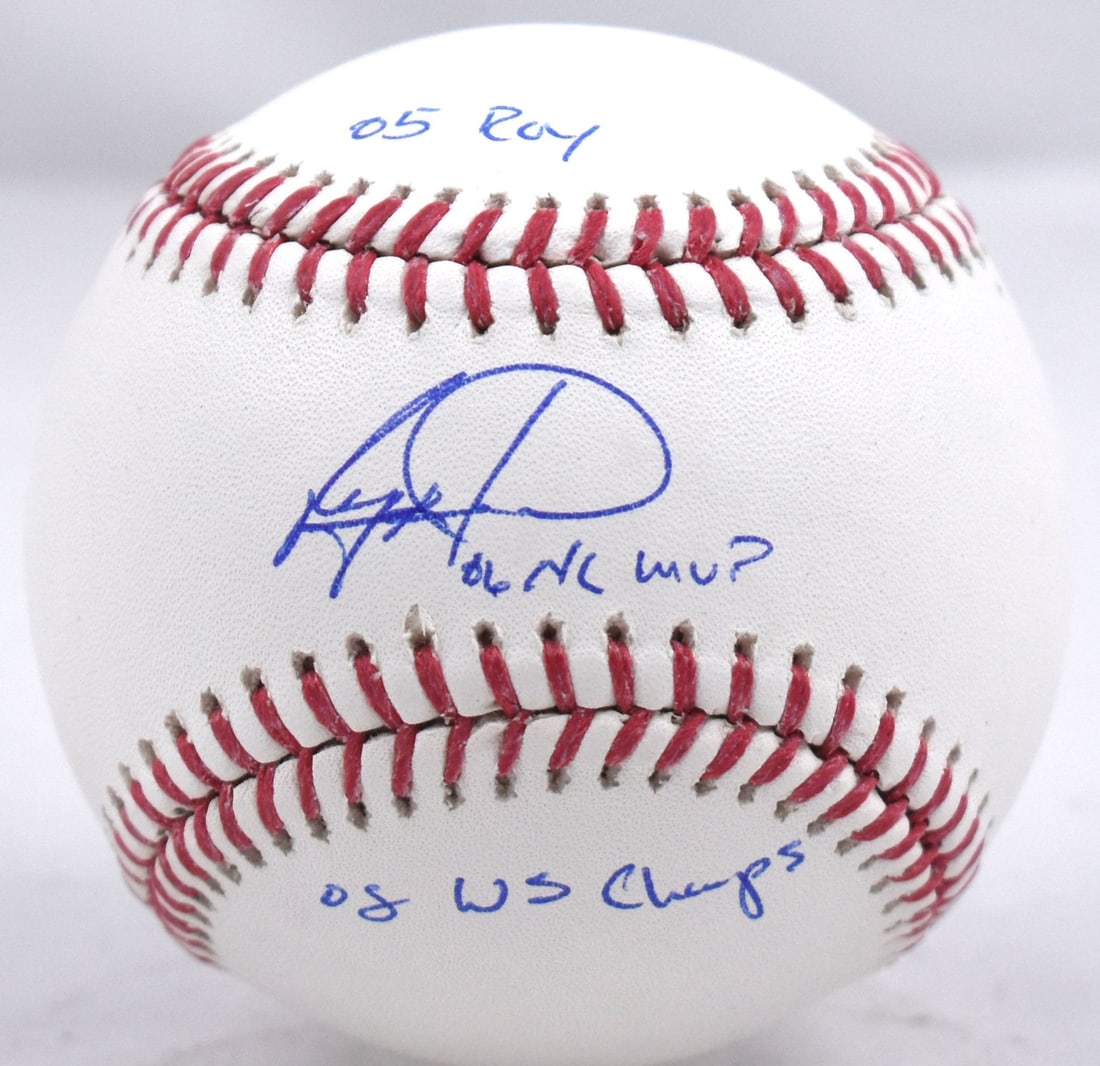 05 ROY
06 NL MVP
08 WS Champs